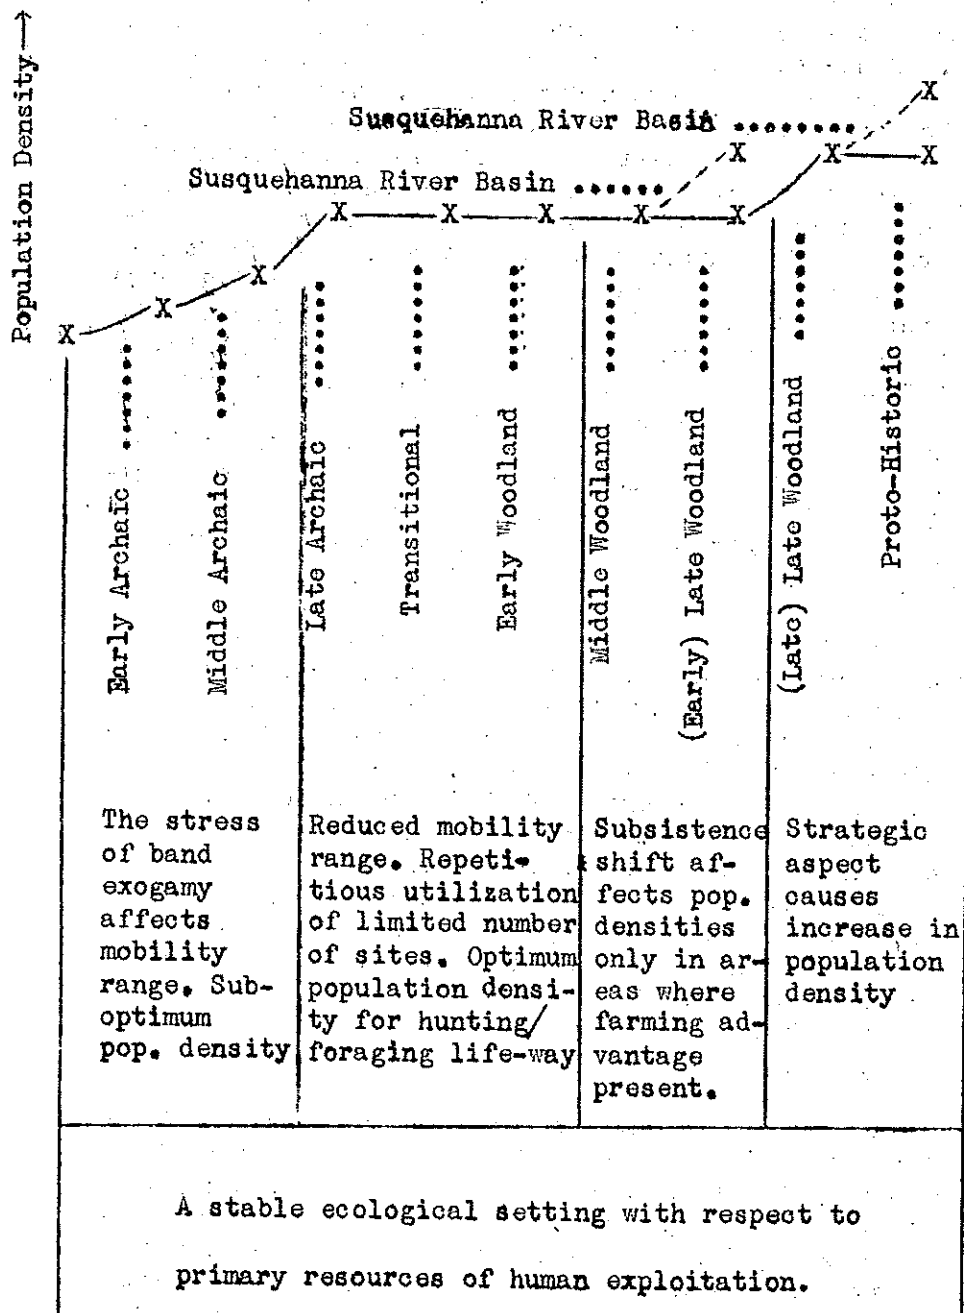 Population Density→
Susquehanna River Basin
Susquehanna River Basin
X X X X X X X X X X X X
Early Archaic
Middle Archaic
Late Archaic
Transitional
Early Woodland
Middle Woodland
(Early) Late Woodland
(Late) Late Woodland
Proto-Historic
The stress
of band
exogamy
affects
mobility
range. Sub-
optimum
pop. density
Reduced mobility
range. Repeti-
tious utilization
of limited number
of sites. Optimum
population densi-
ty for hunting/
foraging life-way
Subsistence
shift af-
fects pop.
densities
only in ar-
eas where
farming ad-
vantage
present.
Strategic
aspect
causes
increase in
population
density
A stable ecological setting with respect to
primary resources of human exploitation.